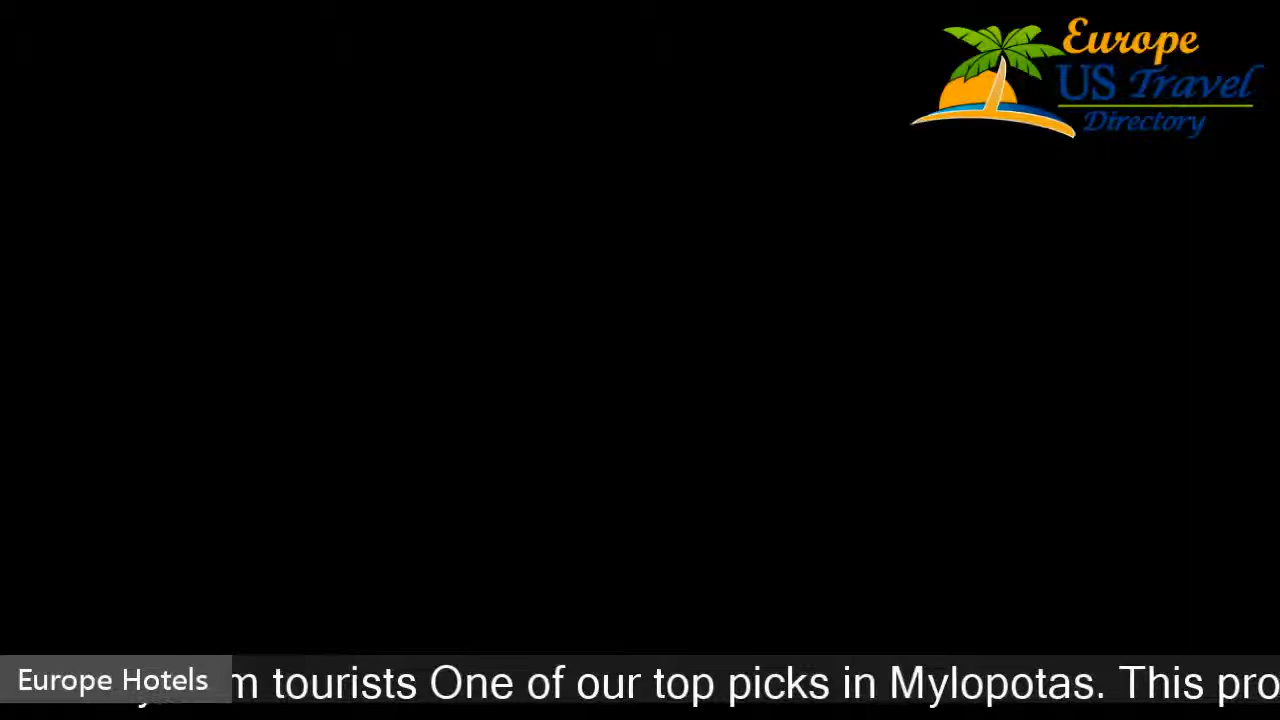 Europe
US Travel
Directory
Europe Hotels
m tourists One of our top picks in Mylopotas. This pro